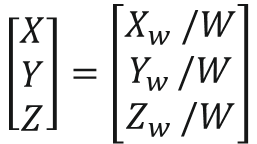 [X] = [X_w /W]
[Y] = [Y_w /W]
[Z] = [Z_w /W]